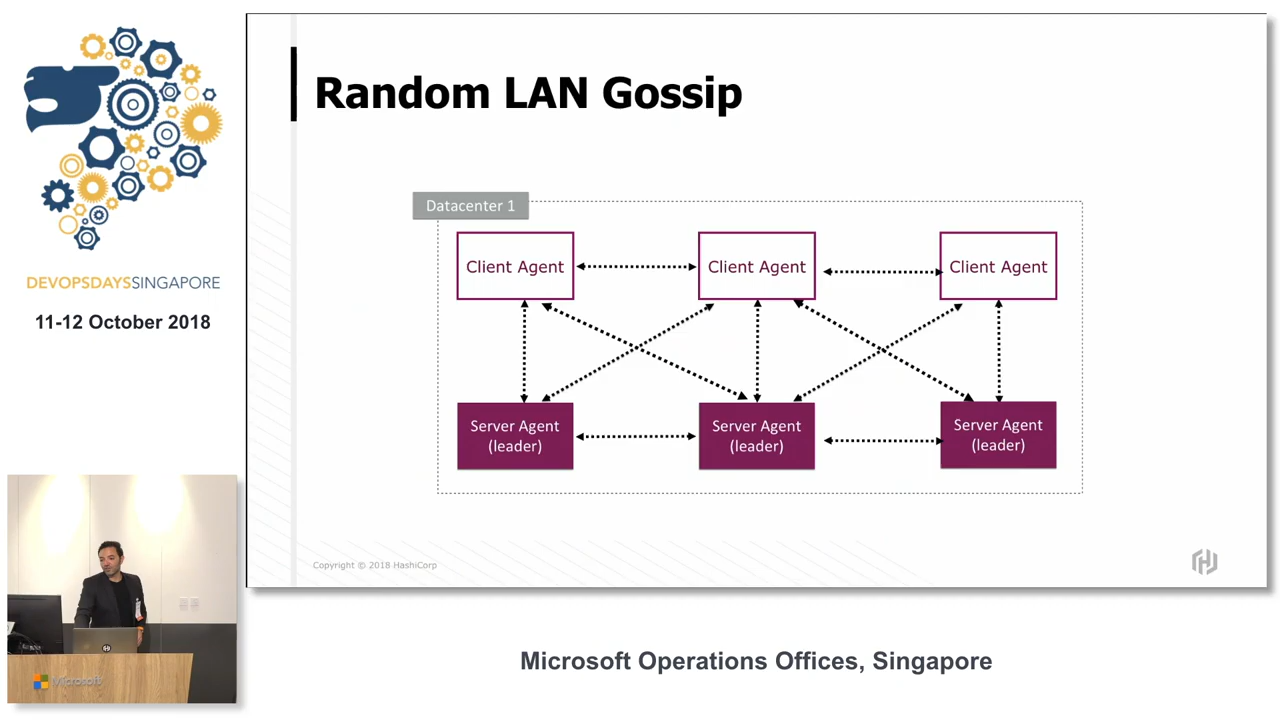 DEVOPSDAYSSINGAPORE
11-12 October 2018
Random LAN Gossip
Datacenter 1
Client Agent
Client Agent
Client Agent
Server Agent
(leader)
Server Agent
(leader)
Server Agent
(leader)
Copyright © 2018 HashiCorp
Microsoft
Microsoft Operations Offices, Singapore